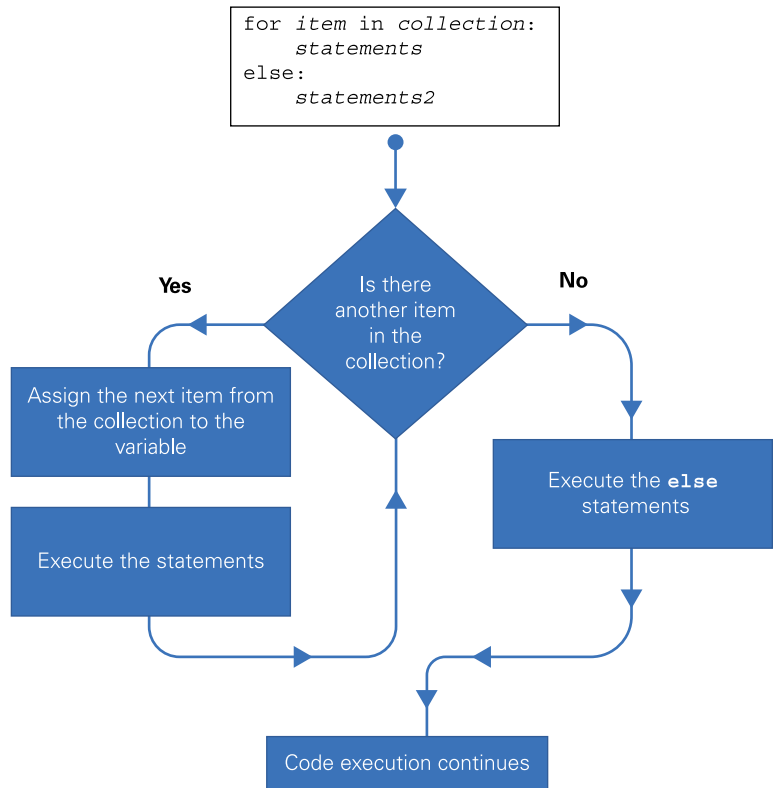 for item in collection:
    statements
else:
    statements2
Is there
another item
in the
collection?
Yes
No
Assign the next item from
the collection to the
variable
Execute the statements
Execute the else
statements
Code execution continues